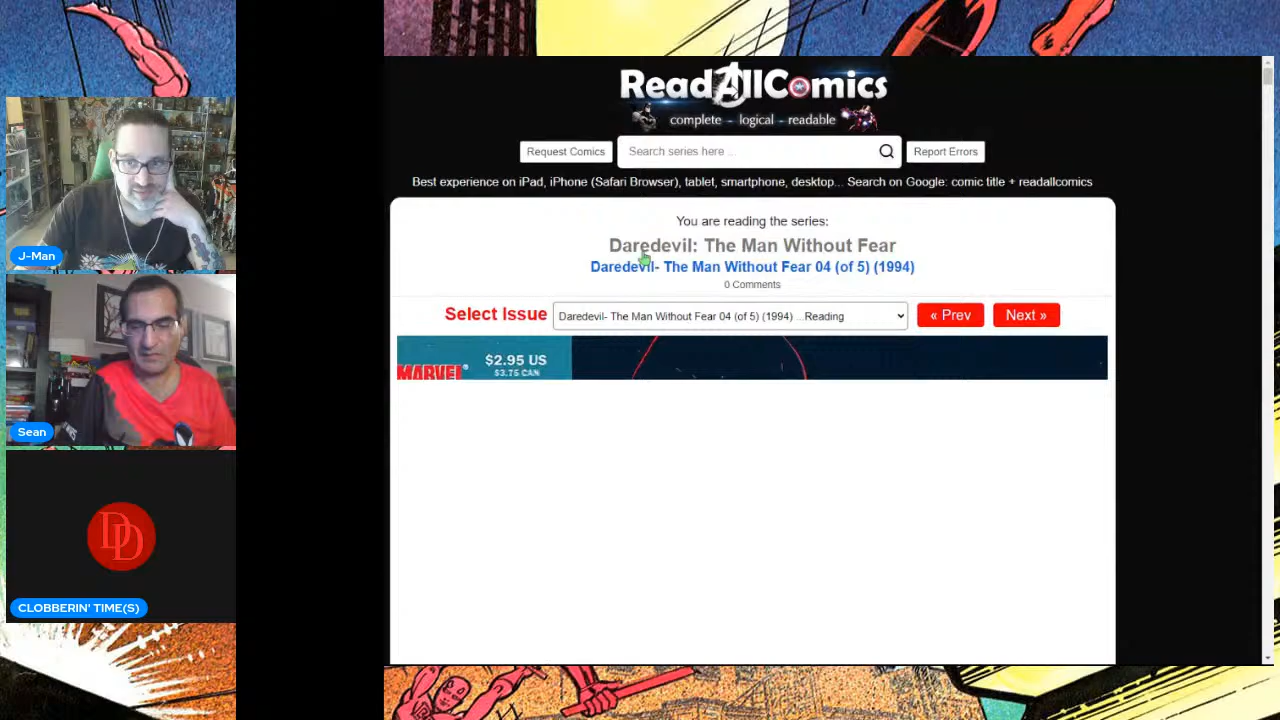 ReadAllComics
complete - logical - readable
Request Comics
Search series here ...
Report Errors
Best experience on iPad, iPhone (Safari Browser), tablet, smartphone, desktop... Search on Google: comic title + readallcomics
You are reading the series:
Daredevil: The Man Without Fear
Daredevil- The Man Without Fear 04 (of 5) (1994)
0 Comments
Select Issue
Daredevil- The Man Without Fear 04 (of 5) (1994) ...Reading
« Prev
Next »
MARVEL®
$2.95 US
$3.75 CAN
J-Man
Sean
DD
CLOBBERIN' TIME(S)